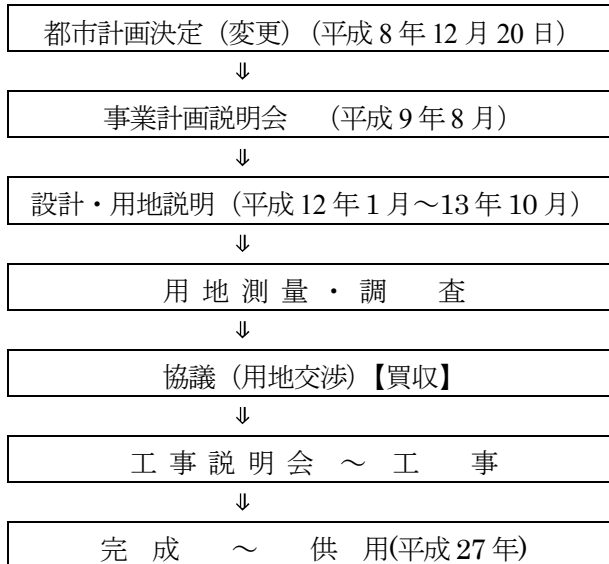 都市計画決定（変更）（平成8年12月20日）
⇓
事業計画説明会　（平成9年8月）
⇓
設計・用地説明（平成12年1月～13年10月）
⇓
用 地 測 量 ・ 調　　査
⇓
協議（用地交渉）【買収】
⇓
工 事 説 明 会 ～ 工　　事
⇓
完　成　　～　　供　用(平成27年)